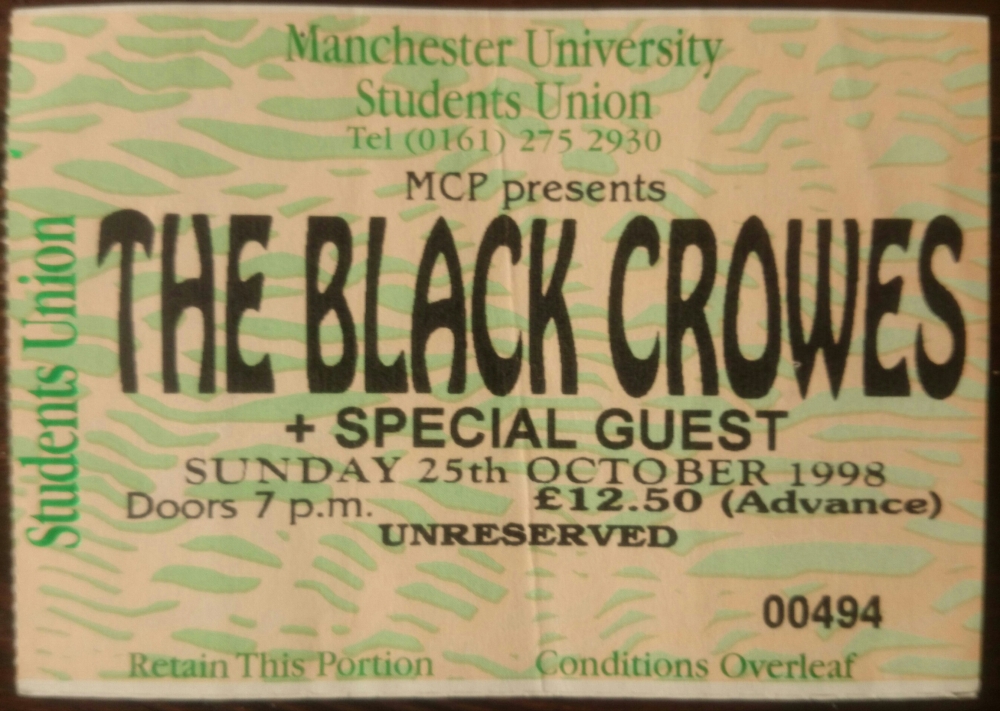 Manchester University
Students Union
Tel (0161) 275 2930
MCP presents
THE BLACK CROWES
+ SPECIAL GUEST
SUNDAY 25th OCTOBER 1998
Doors 7 p.m. £12.50 (Advance)
UNRESERVED
00494
Retain This Portion Conditions Overleaf
Students Union